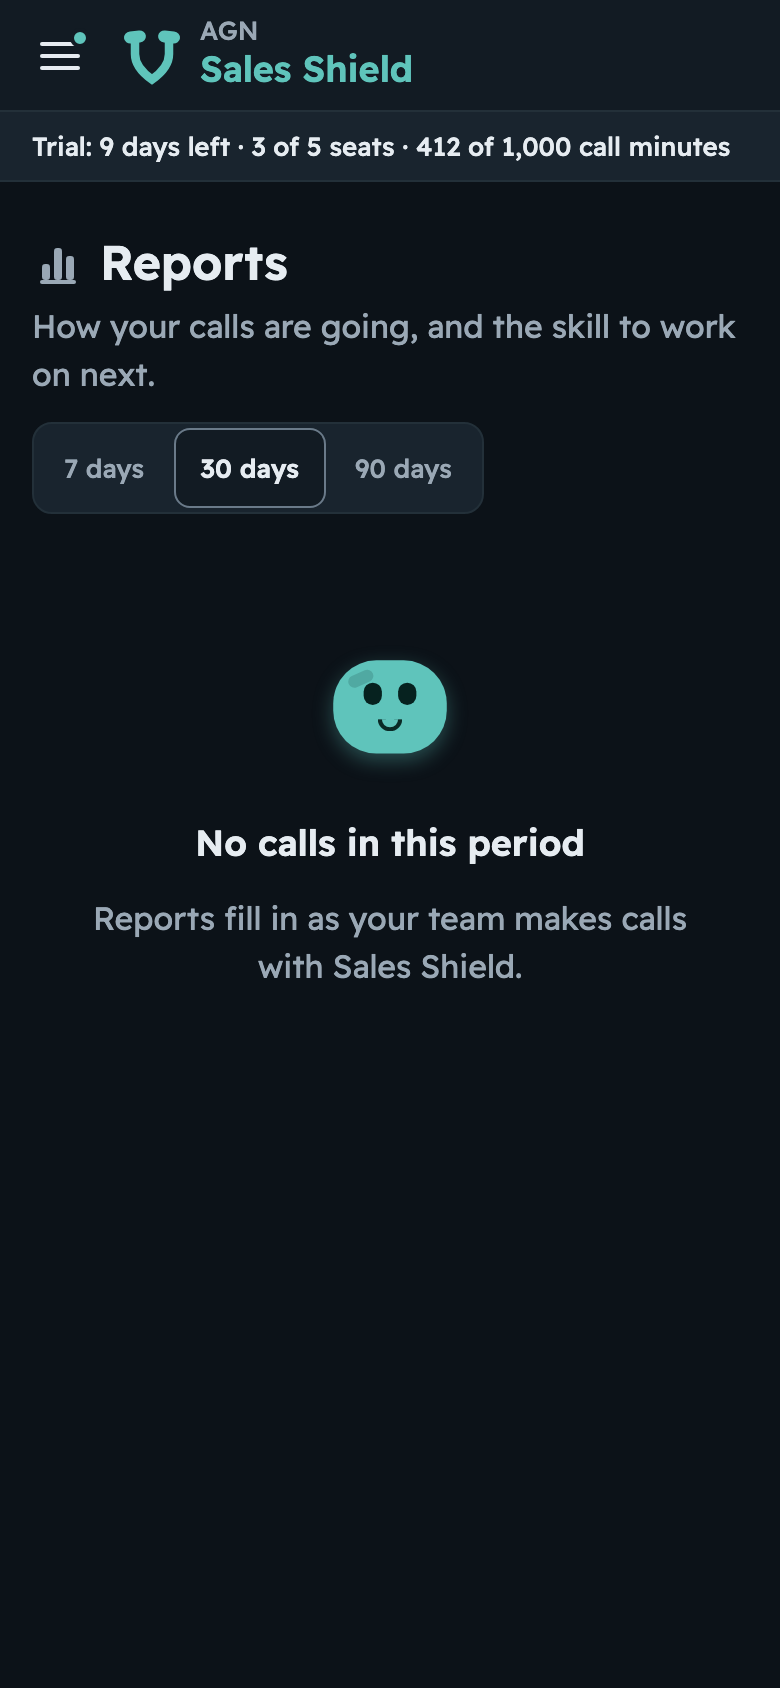 AGN
Sales Shield
Trial: 9 days left · 3 of 5 seats · 412 of 1,000 call minutes
Reports
How your calls are going, and the skill to work
on next.
7 days
30 days
90 days
No calls in this period
Reports fill in as your team makes calls
with Sales Shield.